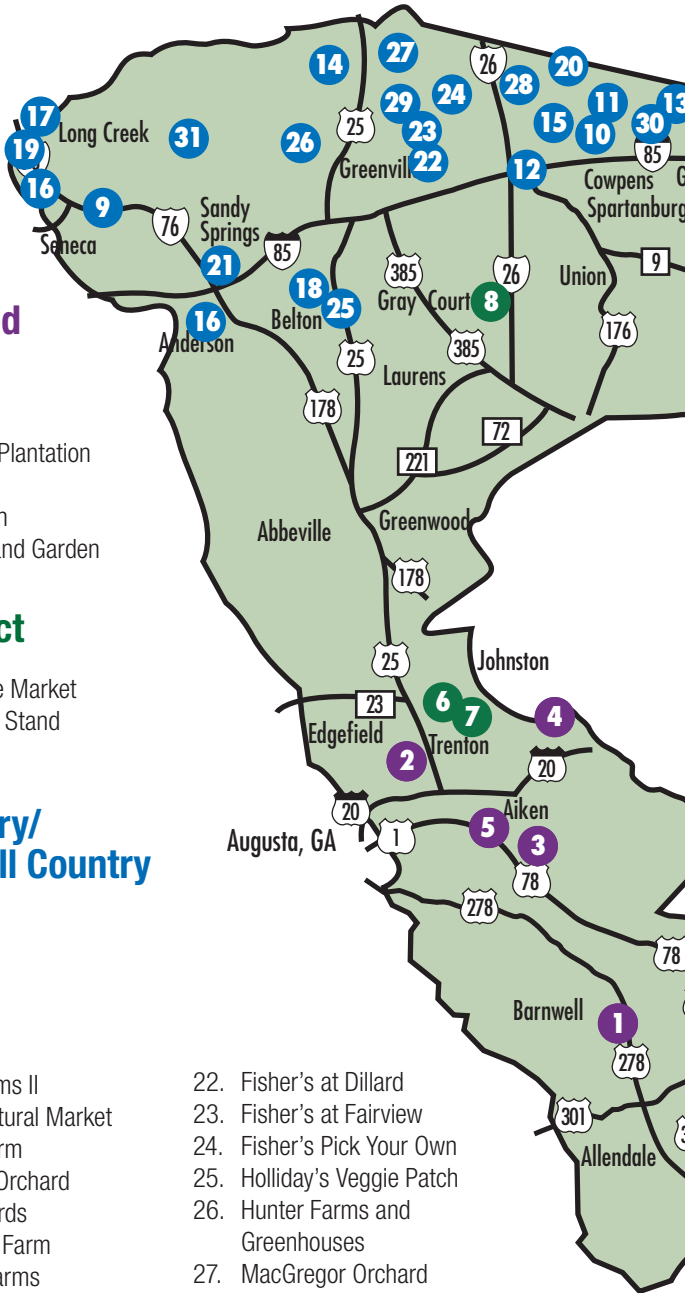 27
14
26
20
24
28
17
29
11
13
Long Creek
25
23
15
10
30
31
26
19
Greenvill
22
85
16
12
Cowpens
G
9
76
Sandy
Springs
Spartanburg
Seneca
85
9
21
385
26
Union
18
Gray Court
8
Belton
25
16
176
Anderson
d
385
25
Laurens
178
72
Plantation
221
Greenwood
Abbeville
and Garden
178
ct
Johnston
25
Market
6
7
4
23
Stand
Edgefield
Trenton
2
20
20
Aiken
ry/
Augusta, GA
1
5
3
ll Country
78
278
78
Barnwell
1
278
301
3
Allendale
ms II
tural Market
rm
Orchard
rds
Farm
arms
22. Fisher's at Dillard
23. Fisher's at Fairview
24. Fisher's Pick Your Own
25. Holliday's Veggie Patch
26. Hunter Farms and
Greenhouses
27. MacGregor Orchard